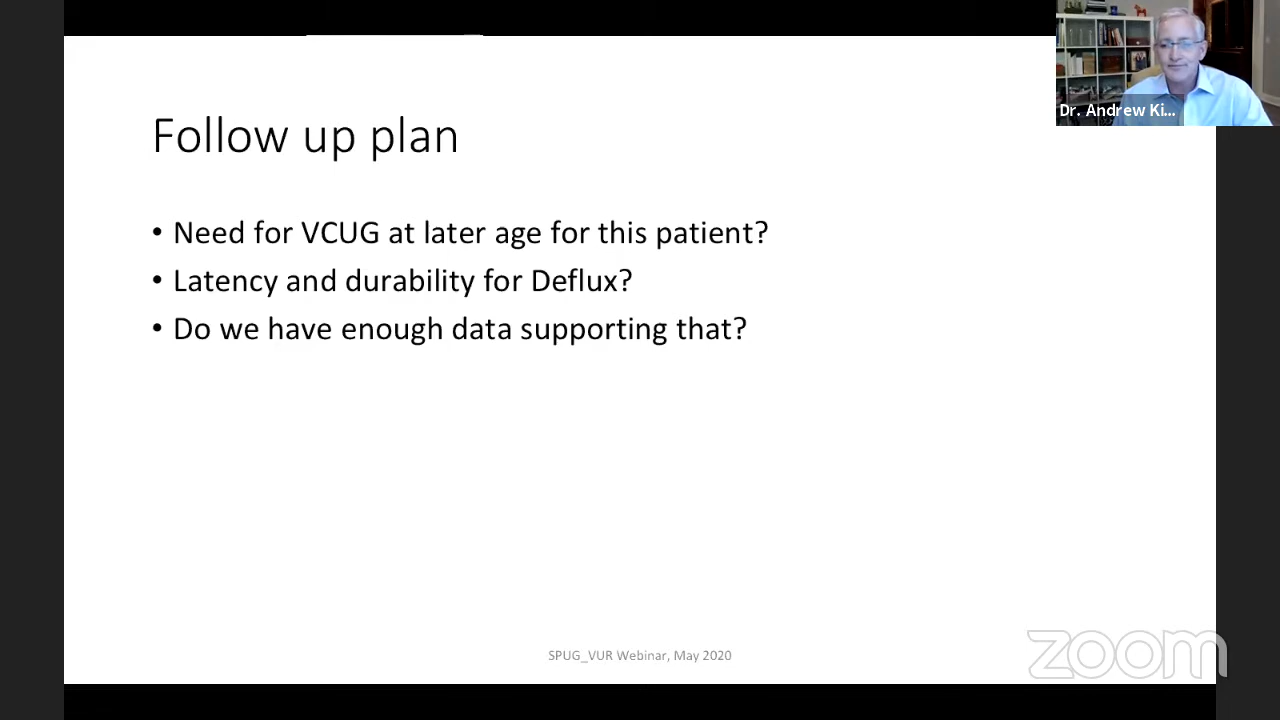 Dr. Andrew Ki...
Follow up plan
• Need for VCUG at later age for this patient?
• Latency and durability for Deflux?
• Do we have enough data supporting that?
SPUG_VUR Webinar, May 2020
zoom